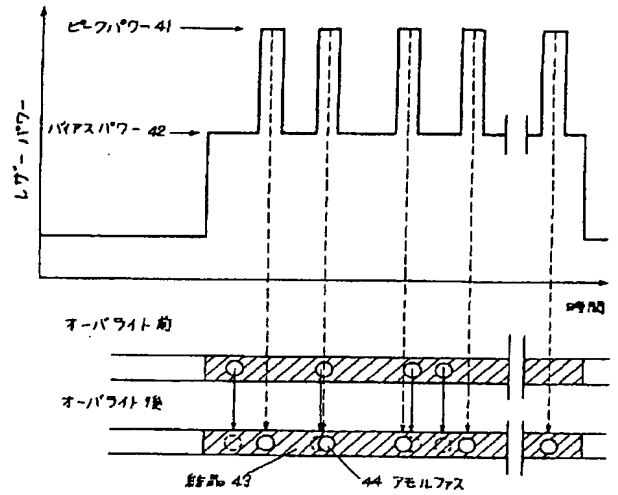 ピークパワー 41
バイアスパワー 42
レザーパワー
時間
オーバライト前
オーバライト後
結晶 43
44 アモルファス